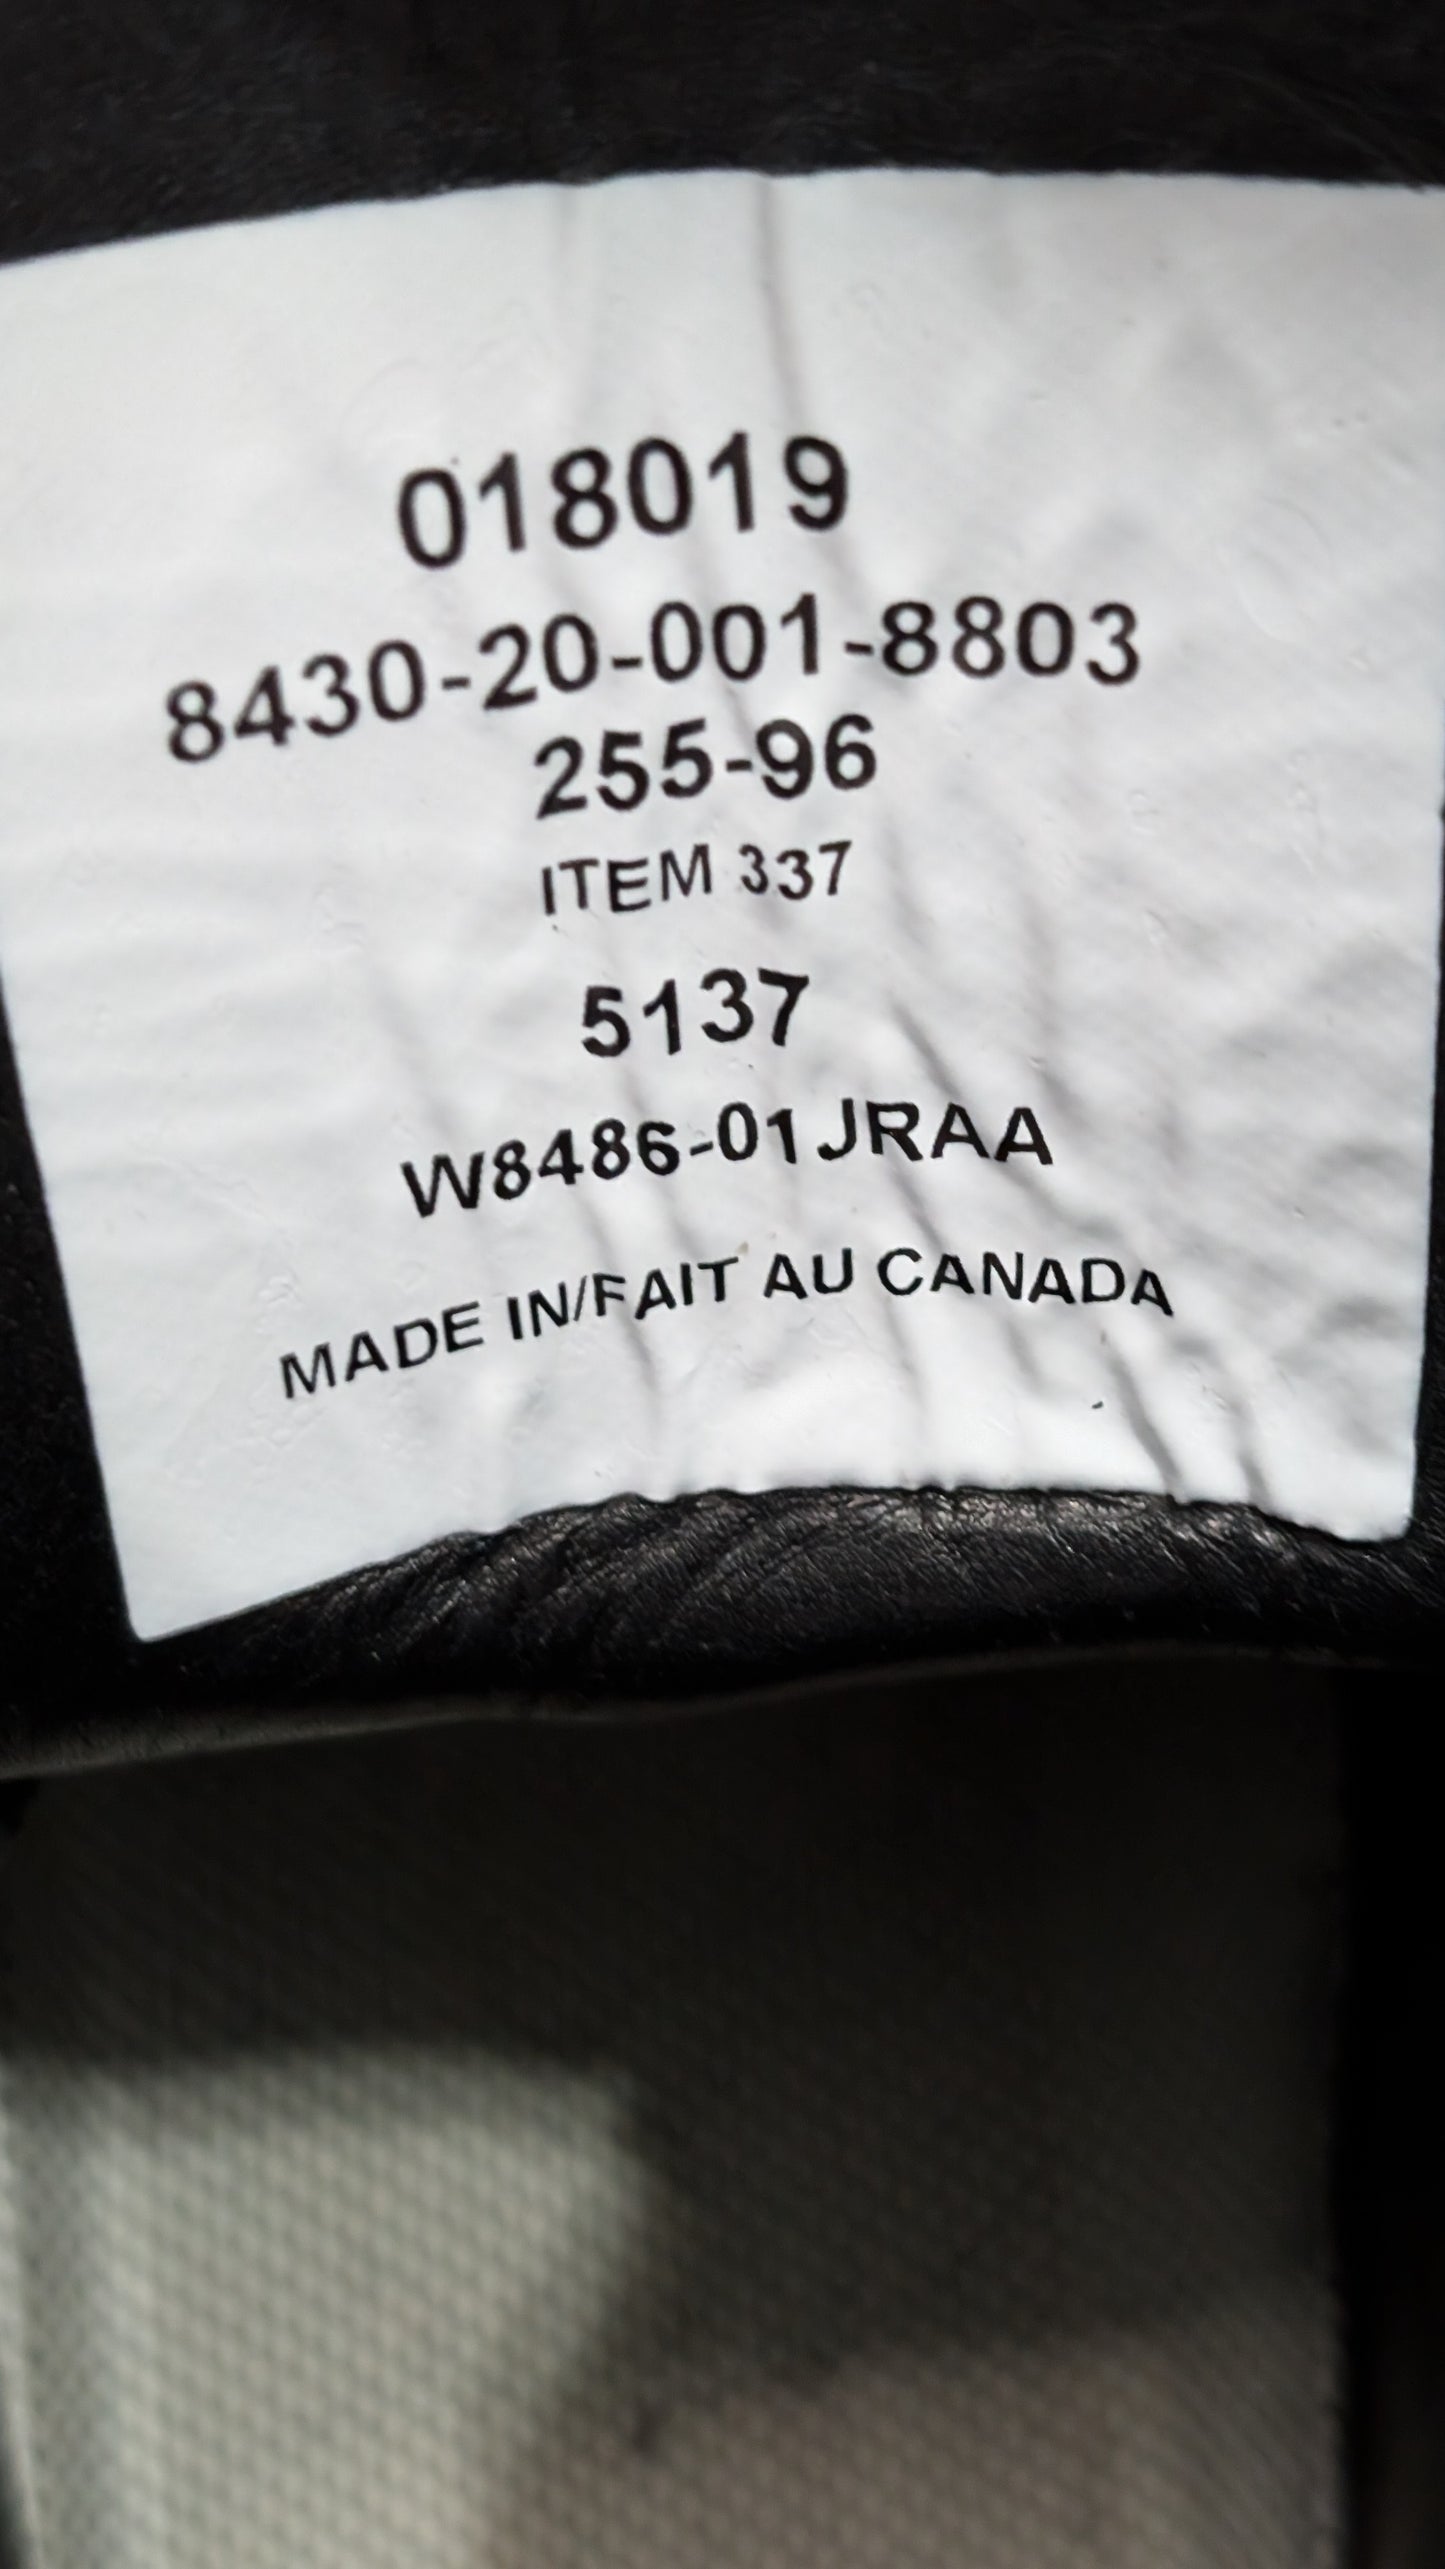 018019
8430-20-001-8803
255-96
ITEM 337
5137
W8486-01JRAA
MADE IN/FAIT AU CANADA